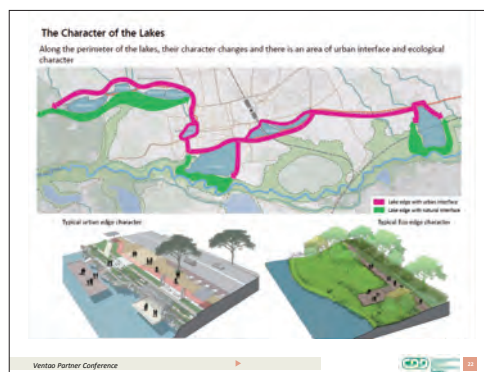 The Character of the Lakes
Along the perimeter of the lakes, their character changes and there is an area of urban interface and ecological
character
Lake edge with urban interface
Lake edge with natural interface
Typical urban edge character
Typical Eco-edge character
Ventao Partner Conference